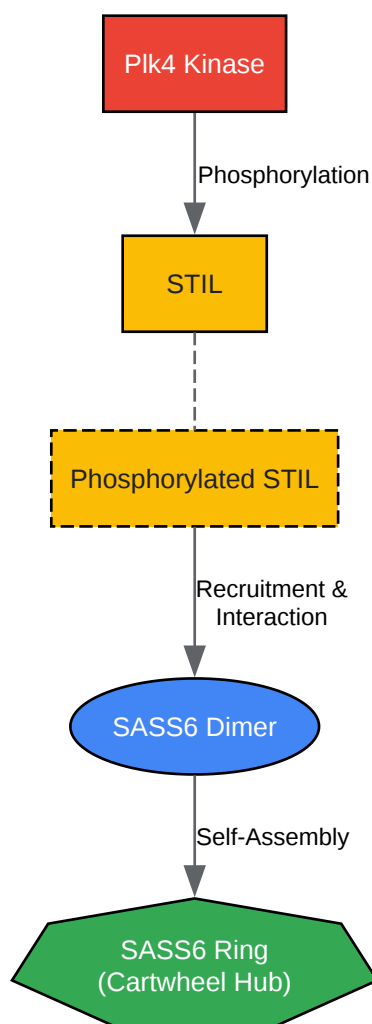 Plk4 Kinase
Phosphorylation
STIL
Phosphorylated STIL
Recruitment &
Interaction
SASS6 Dimer
Self-Assembly
SASS6 Ring
(Cartwheel Hub)